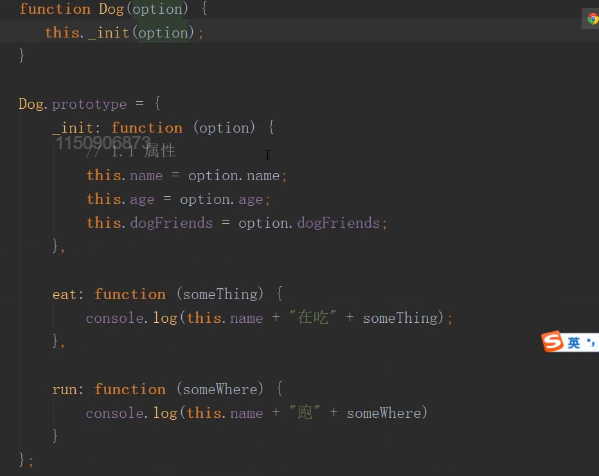 function Dog(option) {
this._init(option);
}
Dog.prototype = {
_init: function (option) {
1150906873
// 1.1 属性
this.name = option.name;
this.age = option.age;
this.dogFriends = option.dogFriends;
},
eat: function (someThing) {
console.log(this.name + "在吃" + someThing);
},
英
run: function (someWhere) {
console.log(this.name + "跑" + someWhere)
}
};